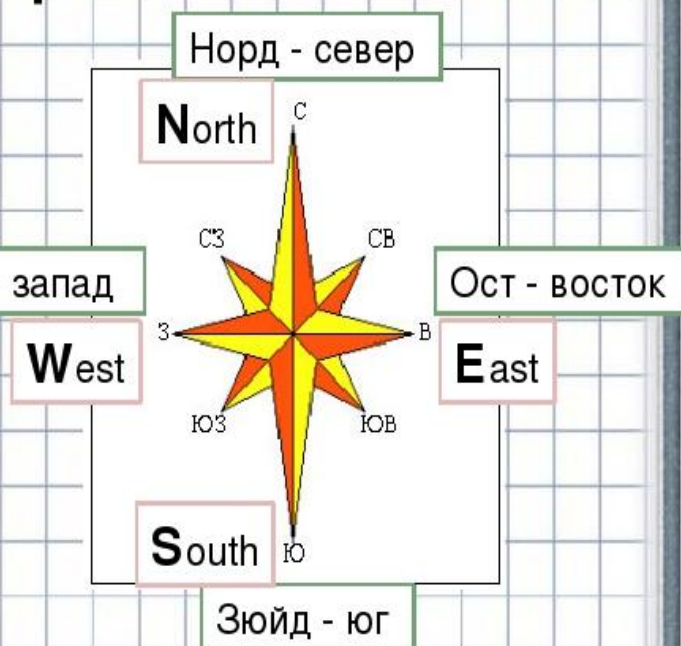 Норд - север
North
С
СЗ
СВ
запад
Ост - восток
З
В
West
East
ЮЗ
ЮВ
South
Ю
Зюйд - юг